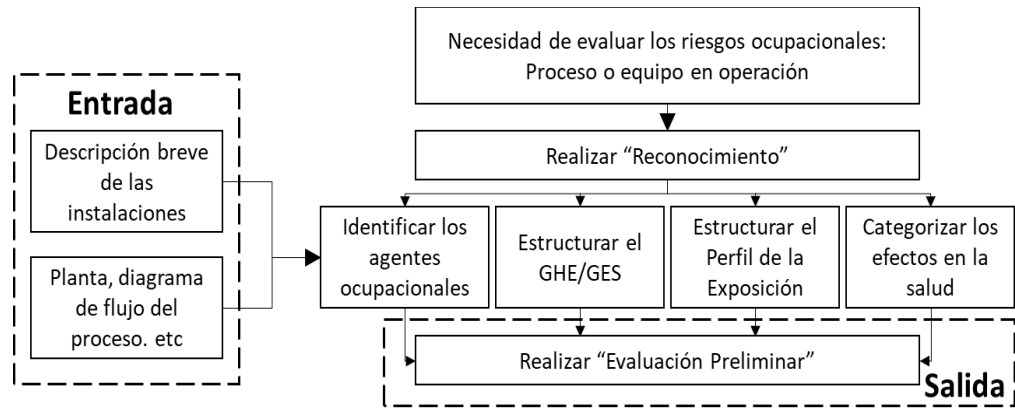 Necesidad de evaluar los riesgos ocupacionales:
Proceso o equipo en operación
Entrada
Descripción breve
de las
instalaciones
Planta, diagrama
de flujo del
proceso. etc
Realizar “Reconocimiento”
Identificar los
agentes
ocupacionales
Estructurar el
GHE/GES
Estructurar el
Perfil de la
Exposición
Categorizar los
efectos en la
salud
Realizar “Evaluación Preliminar”
Salida